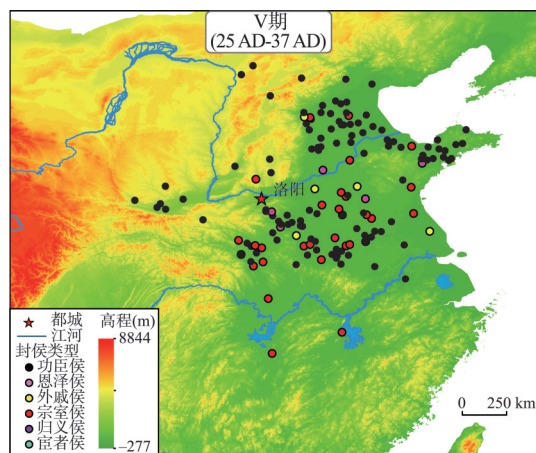 V期
(25 AD-37 AD)
洛阳
都城
江河
封侯类型
功臣侯
恩泽侯
外戚侯
宗室侯
归义侯
宦者侯
高程(m)
8844
-277
0 250 km